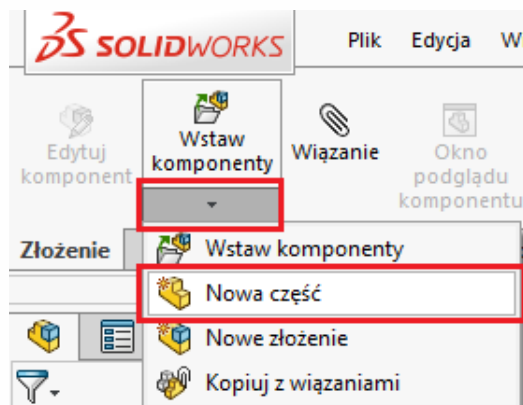 SOLIDWORKS
Plik Edycja W
Edytuj
komponent
Wstaw
komponenty
Wiązanie
Okno
podglądu
komponentu
Złożenie
Wstaw komponenty
Nowa część
Nowe złożenie
Kopiuj z wiązaniami